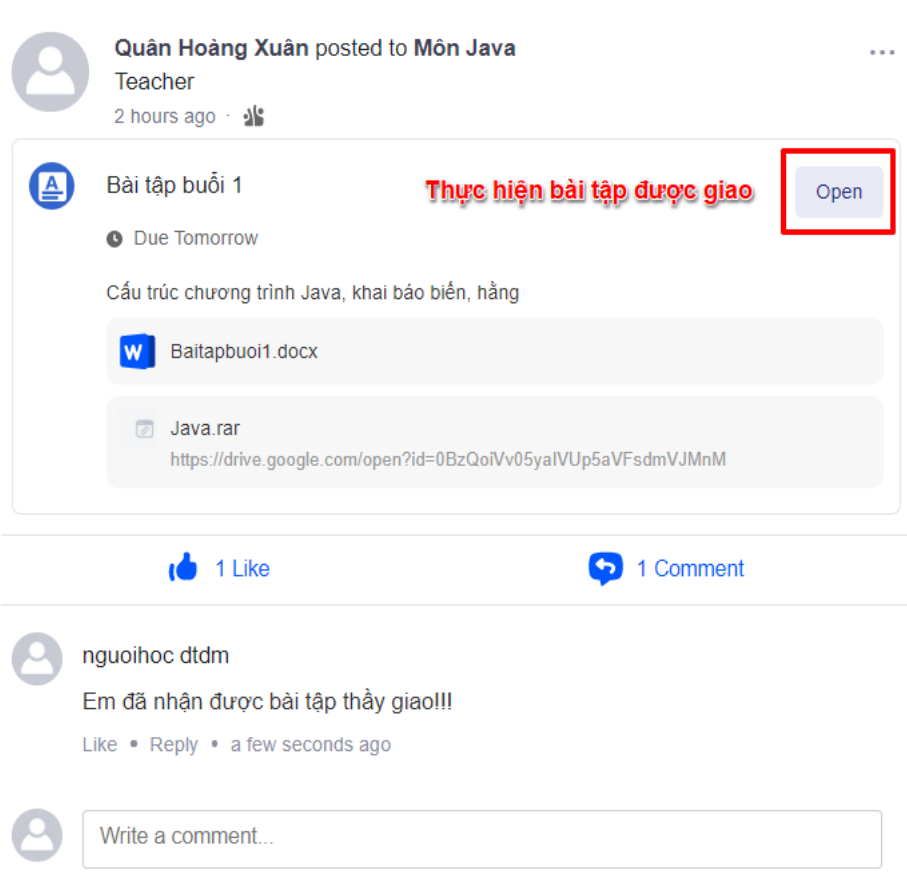 Quân Hoàng Xuân posted to Môn Java
...
Teacher
2 hours ago ·
Bài tập buổi 1
Thực hiện bài tập được giao
Open
Due Tomorrow
Cấu trúc chương trình Java, khai báo biến, hằng
W
Baitapbuoi1.docx
Java.rar
https://drive.google.com/open?id=0BzQoiVv05yaIVUp5aVFsdmVJMnM
1 Like
1 Comment
nguoihoc dtdm
Em đã nhận được bài tập thầy giao!!!
Like • Reply • a few seconds ago
Write a comment...